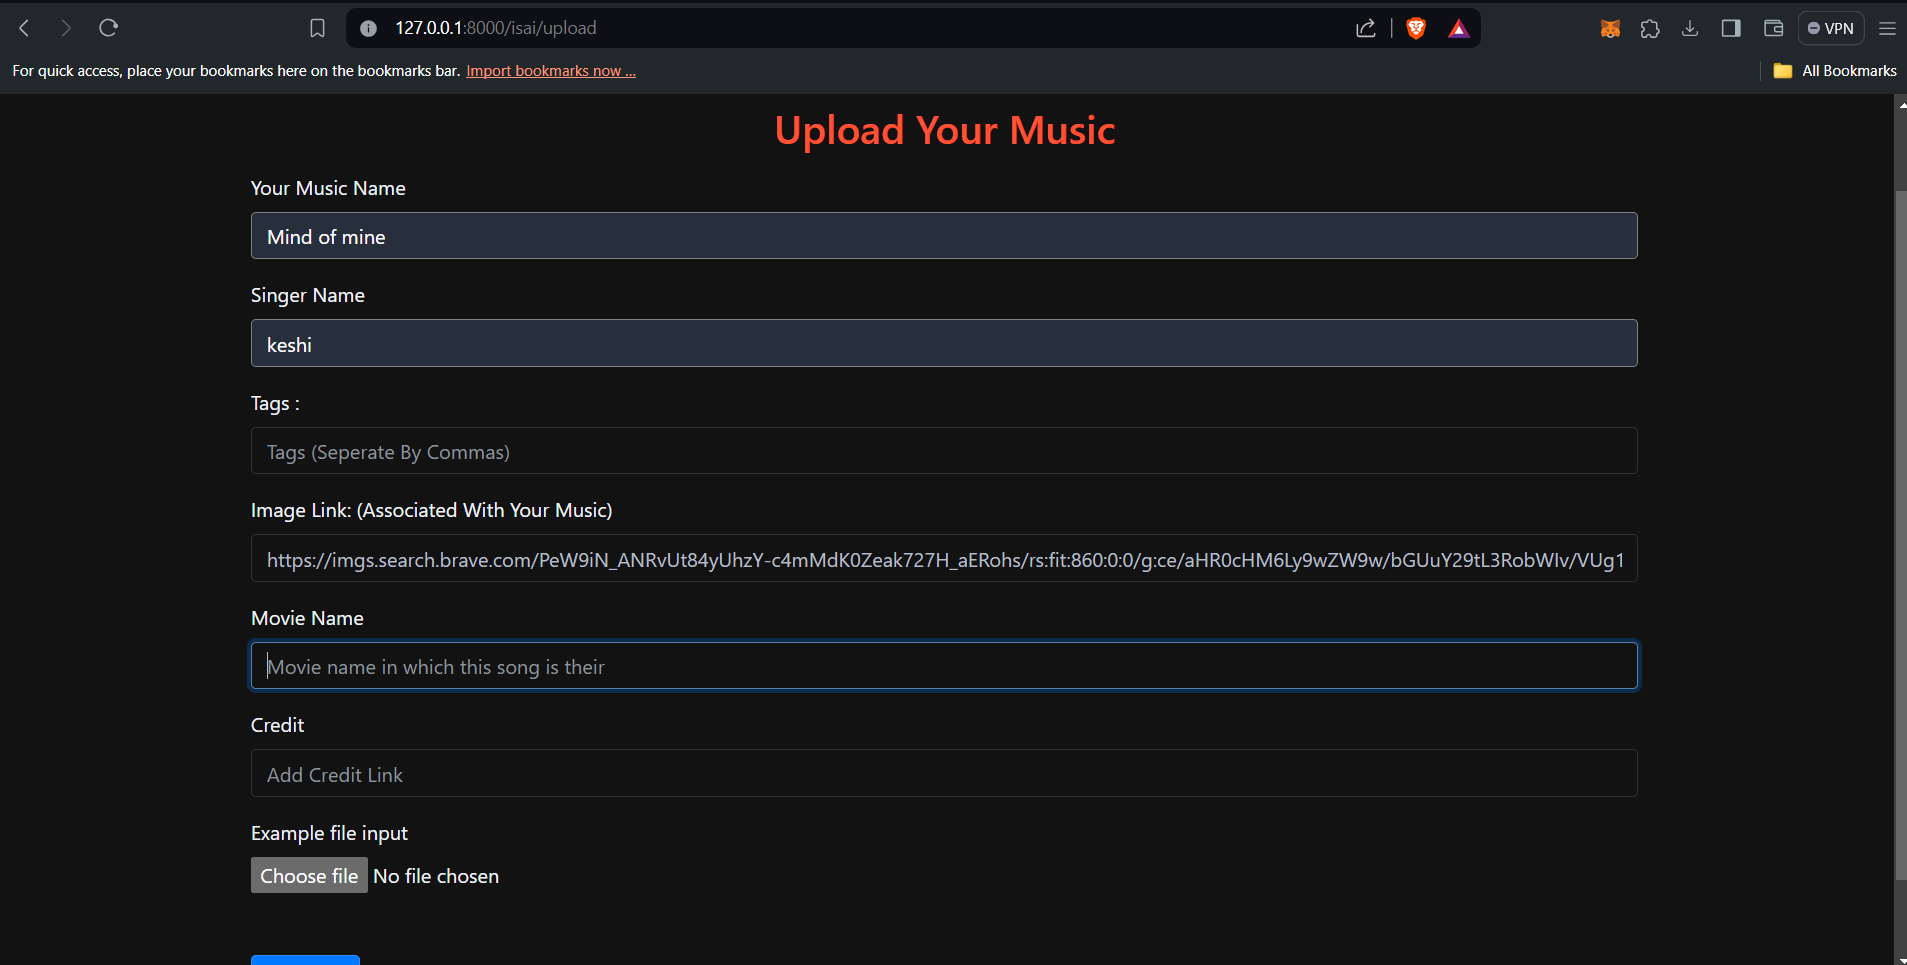 127.0.0.1:8000/isai/upload
VPN
For quick access, place your bookmarks here on the bookmarks bar. Import bookmarks now ...
All Bookmarks
Upload Your Music
Your Music Name
Mind of mine
Singer Name
keshi
Tags :
Tags (Seperate By Commas)
Image Link: (Associated With Your Music)
https://imgs.search.brave.com/PeW9iN_ANRvUt84yUhzY-c4mMdK0Zeak727H_aERohs/rs:fit:860:0:0/g:ce/aHR0cHM6Ly9wZW9w/bGUuY29tL3RobWIv/VUg1
Movie Name
Movie name in which this song is their
Credit
Add Credit Link
Example file input
Choose file No file chosen